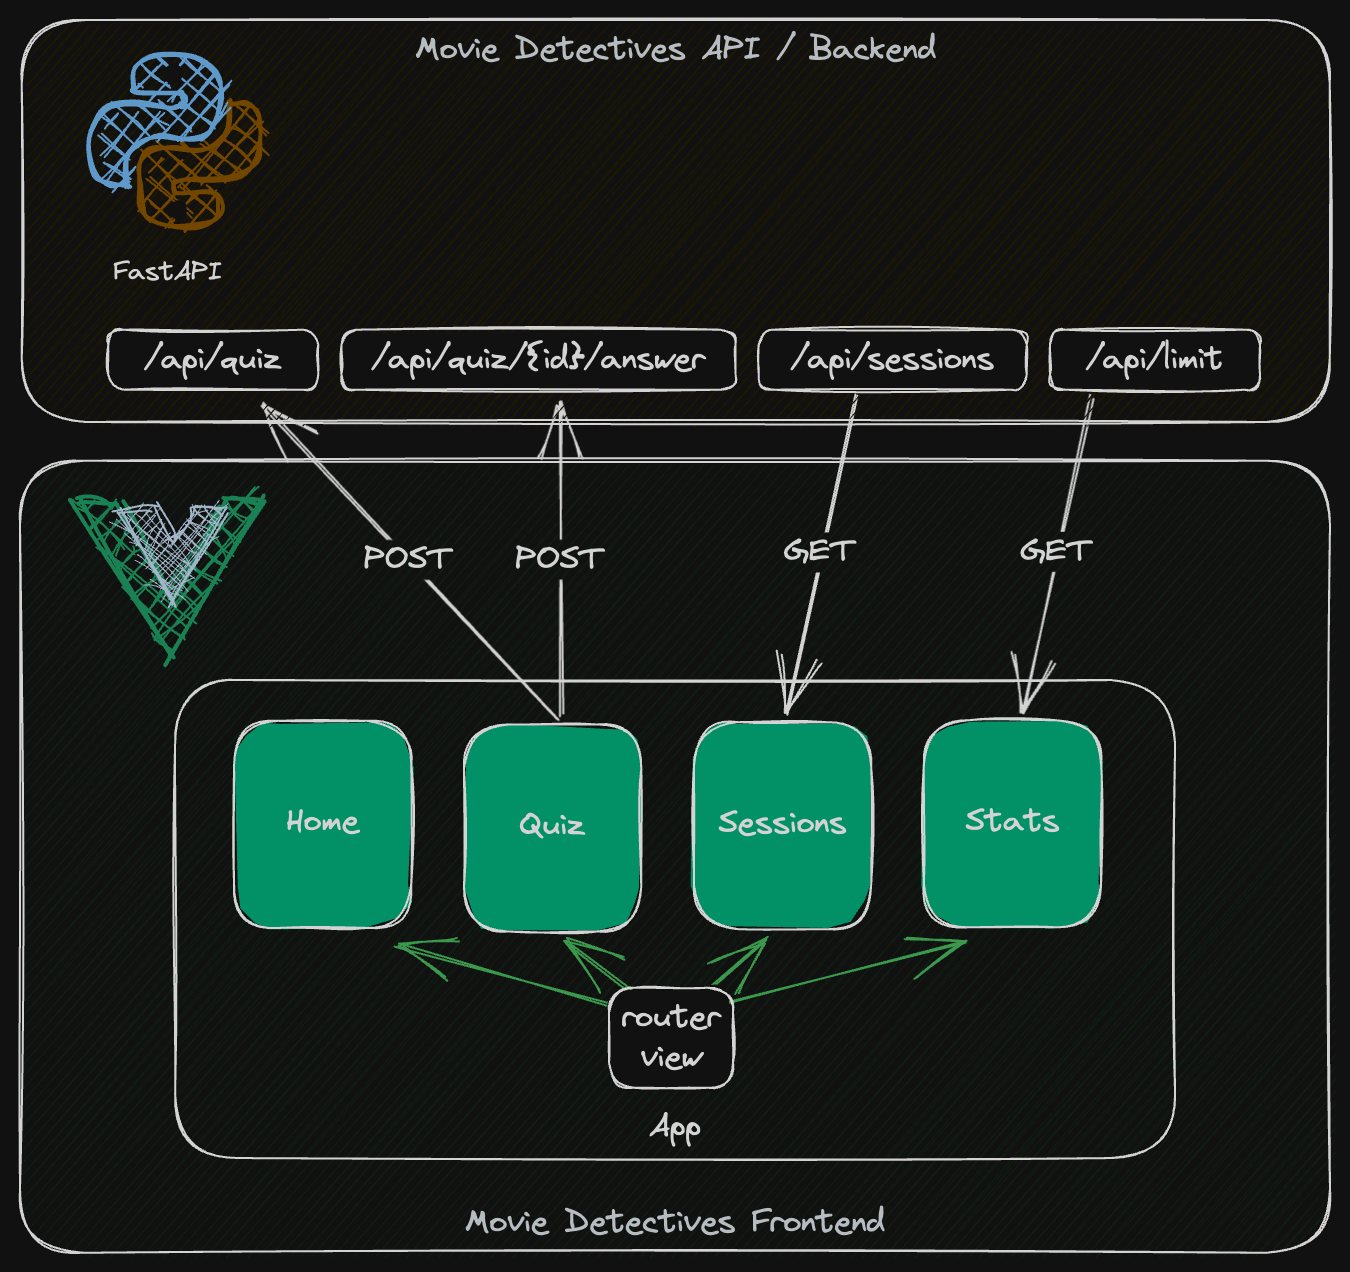 Movie Detectives API / Backend
FastAPI
/api/quiz
/api/quiz/{id}/answer
/api/sessions
/api/limit
POST
POST
GET
GET
Home
Quiz
Sessions
Stats
router
view
App
Movie Detectives Frontend